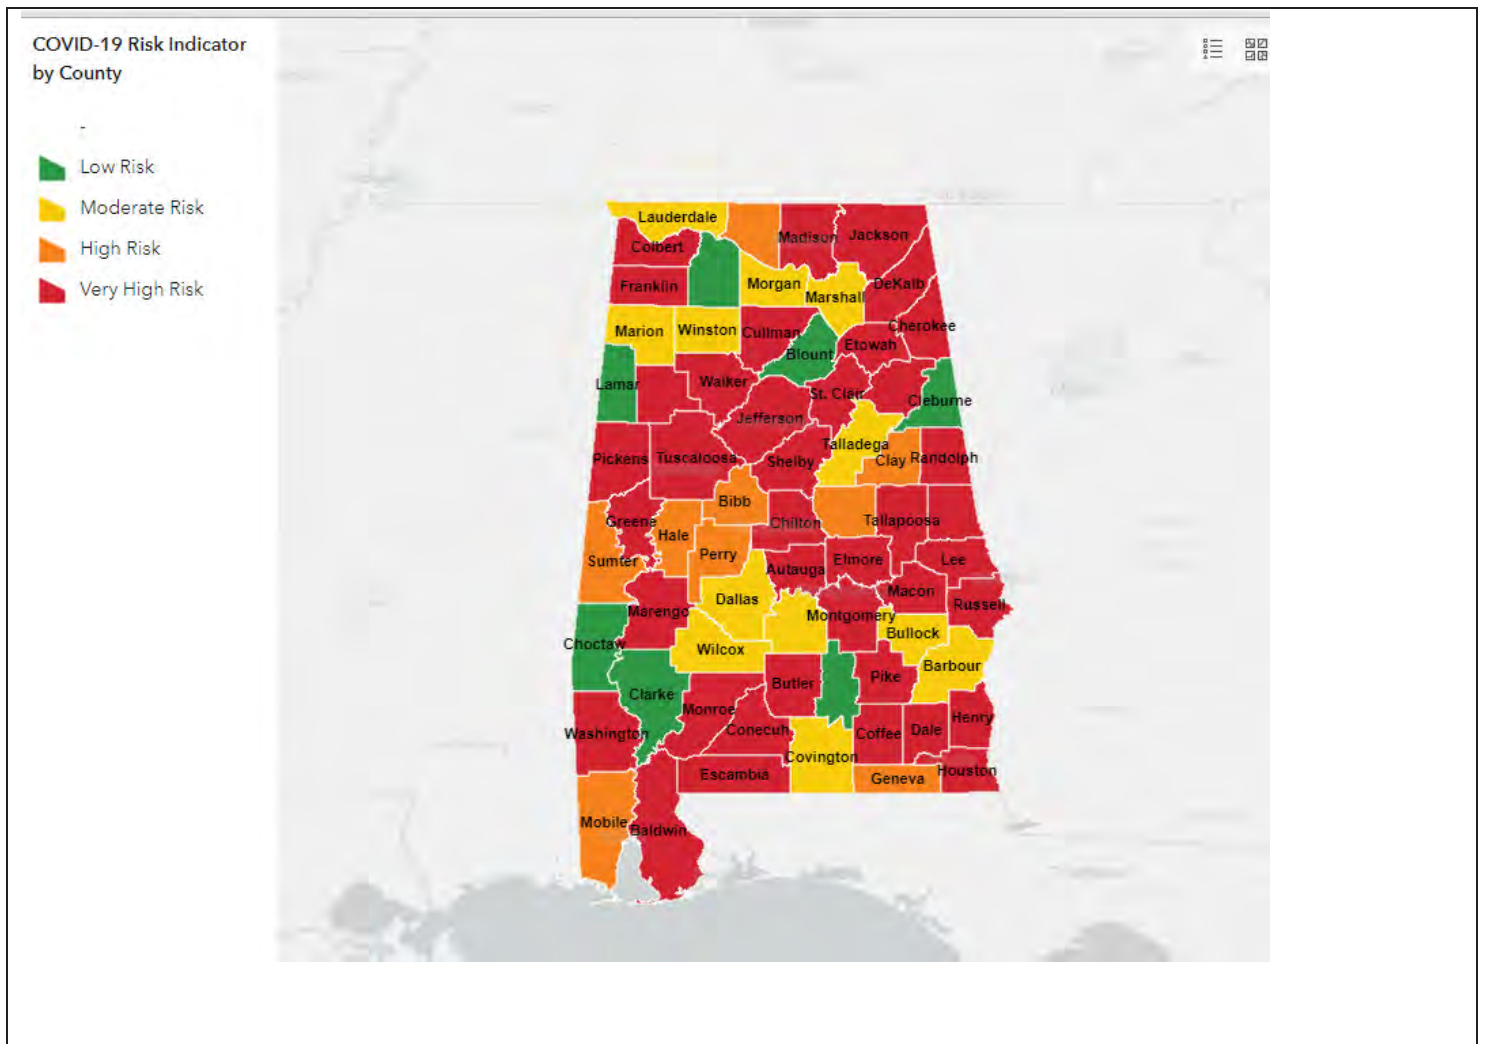 COVID-19 Risk Indicator
by County
-
Low Risk
Moderate Risk
High Risk
Very High Risk
Lauderdale
Colbert
Madison
Jackson
Franklin
Morgan
Marshall
DeKalb
Marion
Winston
Cullman
Blount
Etowah
Cherokee
Lamar
Walker
St. Clair
Cleburne
Jefferson
Talladega
Pickens
Tuscaloosa
Shelby
Clay
Randolph
Bibb
Greene
Hale
Chilton
Tallapoosa
Sumter
Perry
Autauga
Elmore
Lee
Marengo
Dallas
Montgomery
Macon
Russell
Choctaw
Wilcox
Bullock
Barbour
Clarke
Butler
Pike
Washington
Monroe
Conecuh
Covington
Coffee
Dale
Henry
Escambia
Geneva
Houston
Mobile
Baldwin